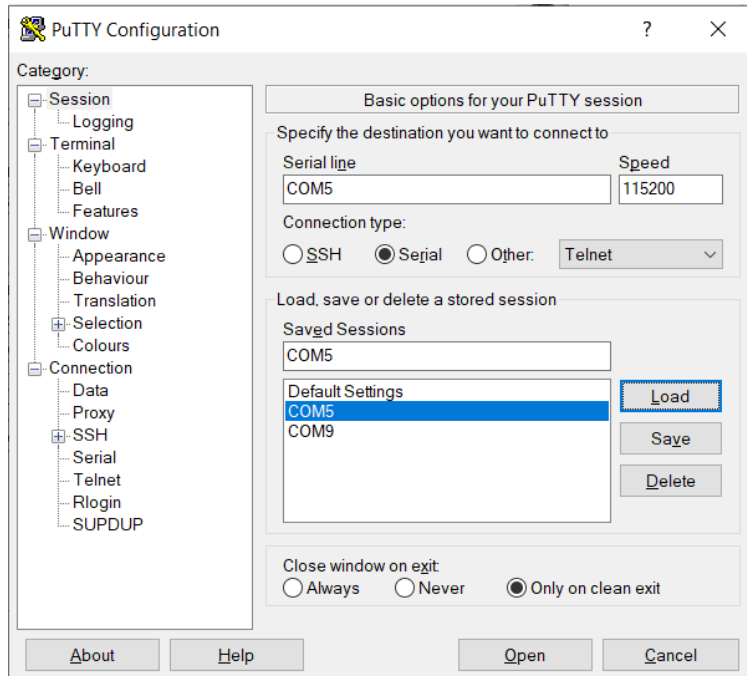 PuTTY Configuration
?
Category:
Session
Logging
Terminal
Keyboard
Bell
Features
Window
Appearance
Behaviour
Translation
Selection
Colours
Connection
Data
Proxy
SSH
Serial
Telnet
Rlogin
SUPDUP
Basic options for your PuTTY session
Specify the destination you want to connect to
Serial line Speed
COM5 115200
Connection type:
SSH Serial Other: Telnet
Load, save or delete a stored session
Saved Sessions
COM5
Default Settings
COM5
COM9
Load
Save
Delete
Close window on exit:
Always Never Only on clean exit
About Help Open Cancel